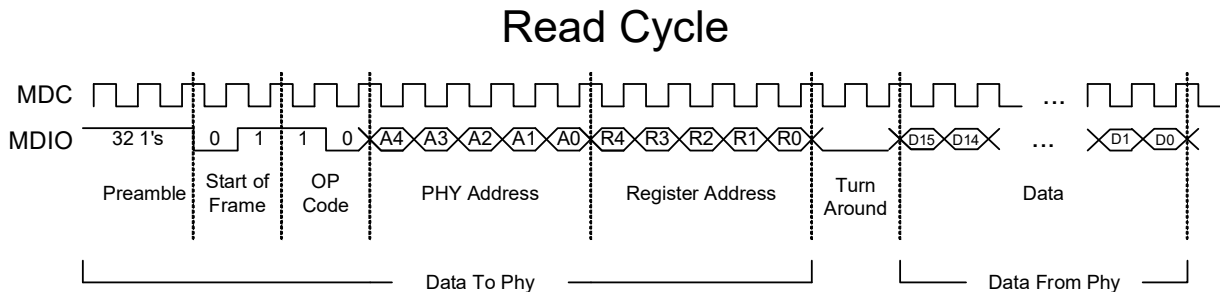 Read Cycle
MDC
...
MDIO 32 1's 0 1 1 0 A4 A3 A2 A1 A0 R4 R3 R2 R1 R0 D15 D14 ... D1 D0
Preamble Start of Frame OP Code PHY Address Register Address Turn Around Data
Data To Phy Data From Phy